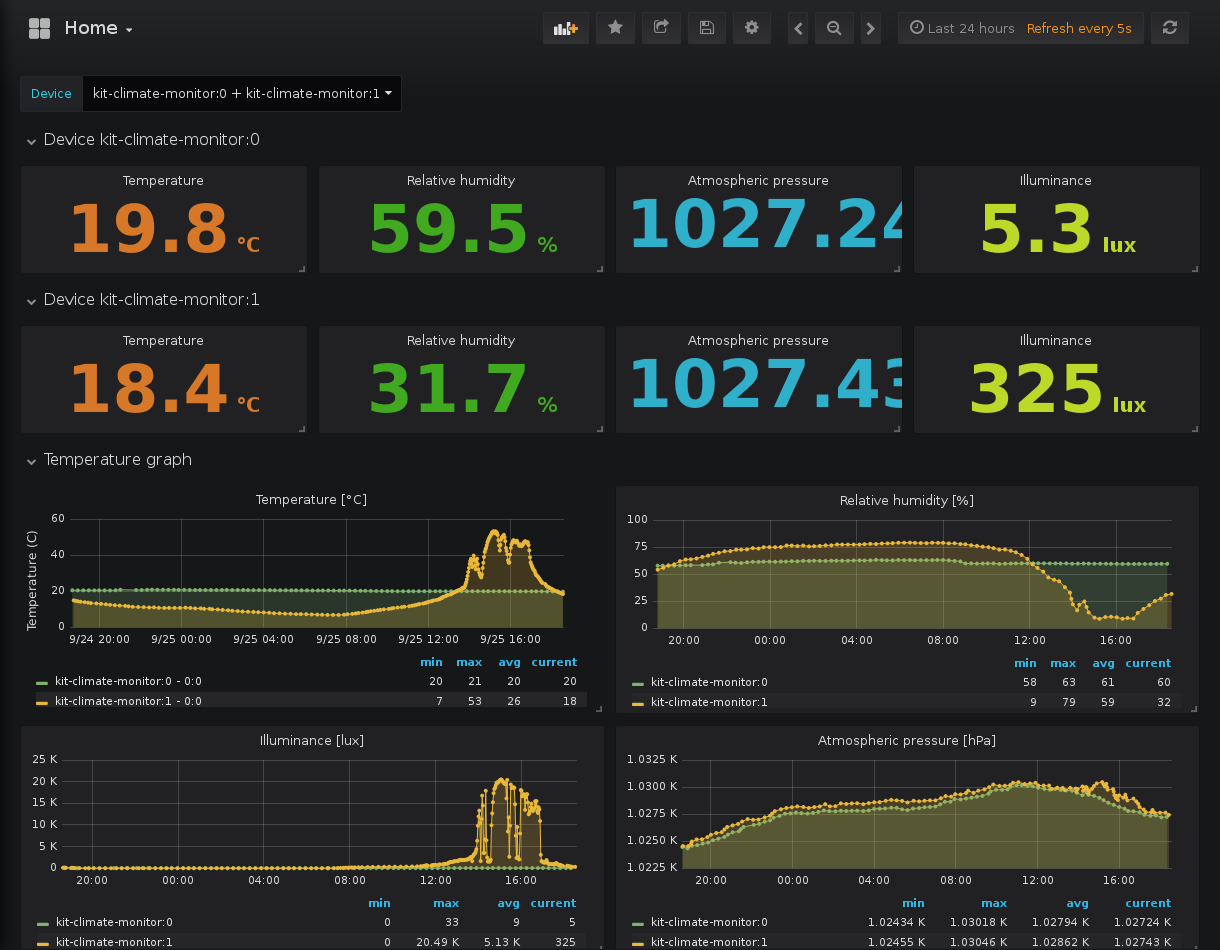 Home
Last 24 hours Refresh every 5s
Device kit-climate-monitor:0 + kit-climate-monitor:1
Device kit-climate-monitor:0
Temperature Relative humidity Atmospheric pressure Illuminance
19.8 °C 59.5 % 1027.24 5.3 lux
Device kit-climate-monitor:1
Temperature Relative humidity Atmospheric pressure Illuminance
18.4 °C 31.7 % 1027.43 325 lux
Temperature graph
Temperature [°C]
Temperature (C)
60
40
20
0
9/24 20:00 9/25 00:00 9/25 04:00 9/25 08:00 9/25 12:00 9/25 16:00
min max avg current
kit-climate-monitor:0 - 0:0 20 21 20 20
kit-climate-monitor:1 - 0:0 7 53 26 18
Relative humidity [%]
100
75
50
25
0
20:00 00:00 04:00 08:00 12:00 16:00
min max avg current
kit-climate-monitor:0 58 63 61 60
kit-climate-monitor:1 9 79 59 32
Illuminance [lux]
25 K
20 K
15 K
10 K
5 K
0
20:00 00:00 04:00 08:00 12:00 16:00
min max avg current
kit-climate-monitor:0 0 33 9 5
kit-climate-monitor:1 0 20.49 K 5.13 K 325
Atmospheric pressure [hPa]
1.0325 K
1.0300 K
1.0275 K
1.0250 K
1.0225 K
20:00 00:00 04:00 08:00 12:00 16:00
min max avg current
kit-climate-monitor:0 1.02434 K 1.03018 K 1.02794 K 1.02724 K
kit-climate-monitor:1 1.02455 K 1.03046 K 1.02862 K 1.02743 K